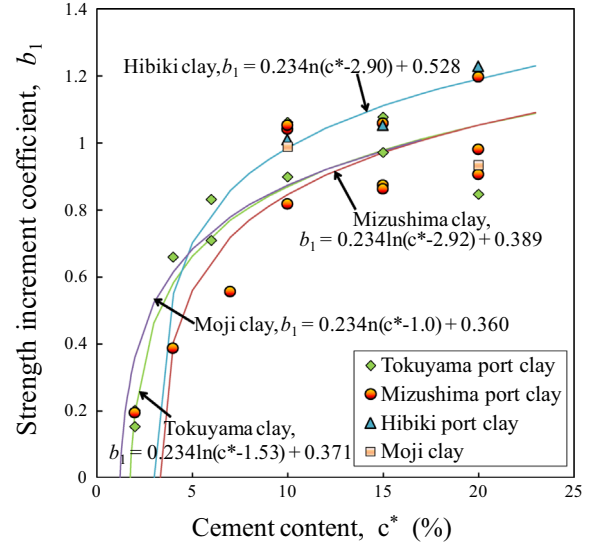 Strength increment coefficient, b₁
1.4
1.2
1
0.8
0.6
0.4
0.2
0
Hibiki clay, b₁ = 0.234n(c*-2.90) + 0.528
Mizushima clay,
b₁ = 0.234ln(c*-2.92) + 0.389
Moji clay, b₁ = 0.234n(c*-1.0) + 0.360
Tokuyama clay,
b₁ = 0.234ln(c*-1.53) + 0.371
Tokuyama port clay
Mizushima port clay
Hibiki port clay
Moji clay
0 5 10 15 20 25
Cement content, c* (%)